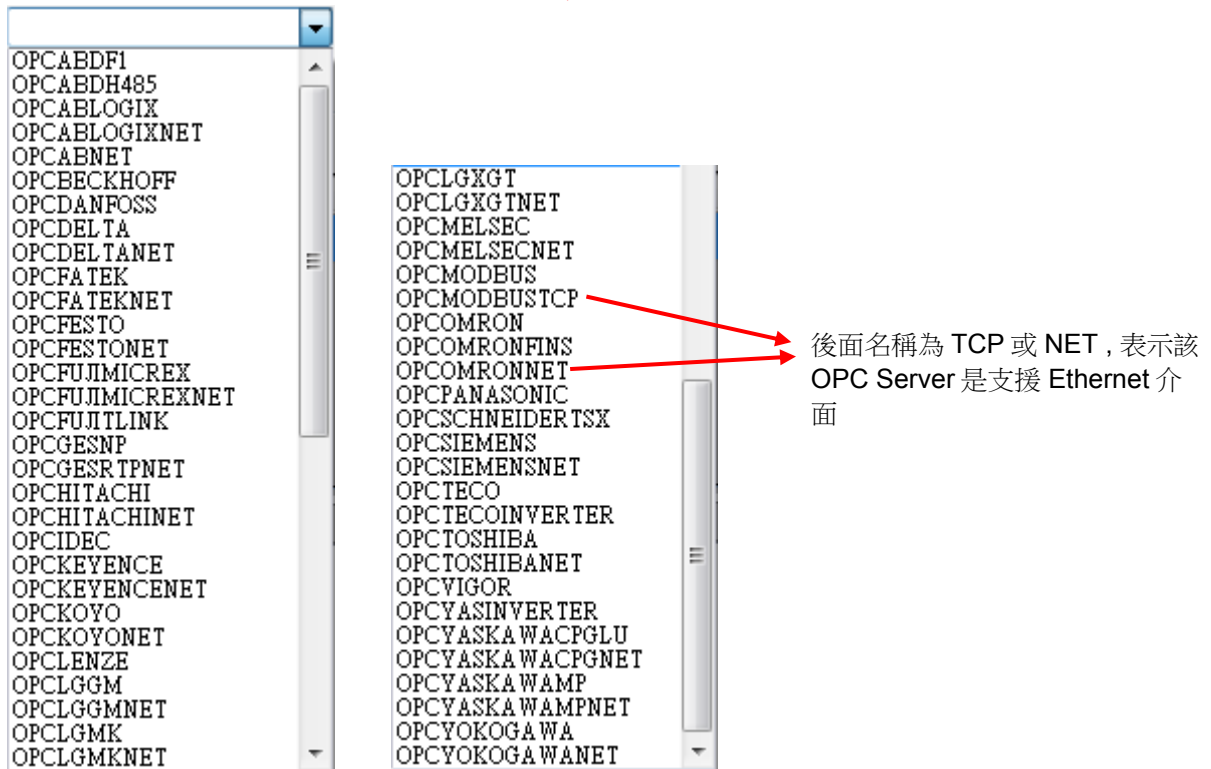 OPCABDF1
OPCABDH485
OPCABLOGIX
OPCABLOGIXNET
OPCABNET
OPCBECKHOFF
OPCDANFOSS
OPCDELTA
OPCDELTANET
OPCFATEK
OPCFATEKNET
OPCFESTO
OPCFESTONET
OPCFUJIMICREX
OPCFUJIMICREXNET
OPCFUJITLINK
OPCGESNP
OPCGESRTPNET
OPCHITACHI
OPCHITACHINET
OPCIDEC
OPCKEYENCE
OPCKEYENCENET
OPCKOYO
OPCKOYONET
OPCLENZE
OPCLGGM
OPCLGGMNET
OPCLGMK
OPCLGMKNET
OPCLGXGT
OPCLGXGTNET
OPCMELSEC
OPCMELSECNET
OPCMODBUS
OPCMODBUSTCP
OPCOMRON
OPCOMRONFINS
OPCOMRONNET
OPCPANASONIC
OPCSCHNEIDERTSX
OPCSIEMENS
OPCSIEMENSNET
OPCTECO
OPCTECOINVERTER
OPCTOSHIBA
OPCTOSHIBANET
OPCVIGOR
OPCYASINVERTER
OPCYASKAWACPGLU
OPCYASKAWACPGNET
OPCYASKAWAMP
OPCYASKAWAMPNET
OPCYOKOGAWA
OPCYOKOGAWANET
後面名稱為 TCP 或 NET , 表示該
OPC Server 是支援 Ethernet 介
面